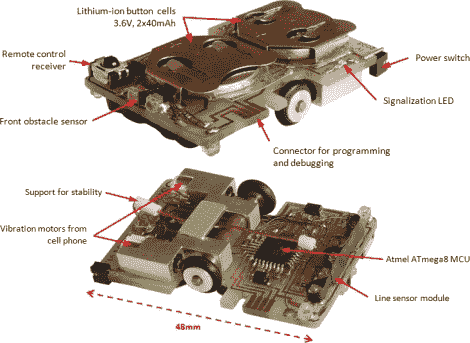 Lithium-ion button cells
3.6V, 2x40mAh
Remote control
receiver
Power switch
Signalization LED
Front obstacle sensor
Connector for programming
and debugging
Support for stability
Vibration motors from
cell phone
Atmel ATmega8 MCU
Line sensor module
48mm